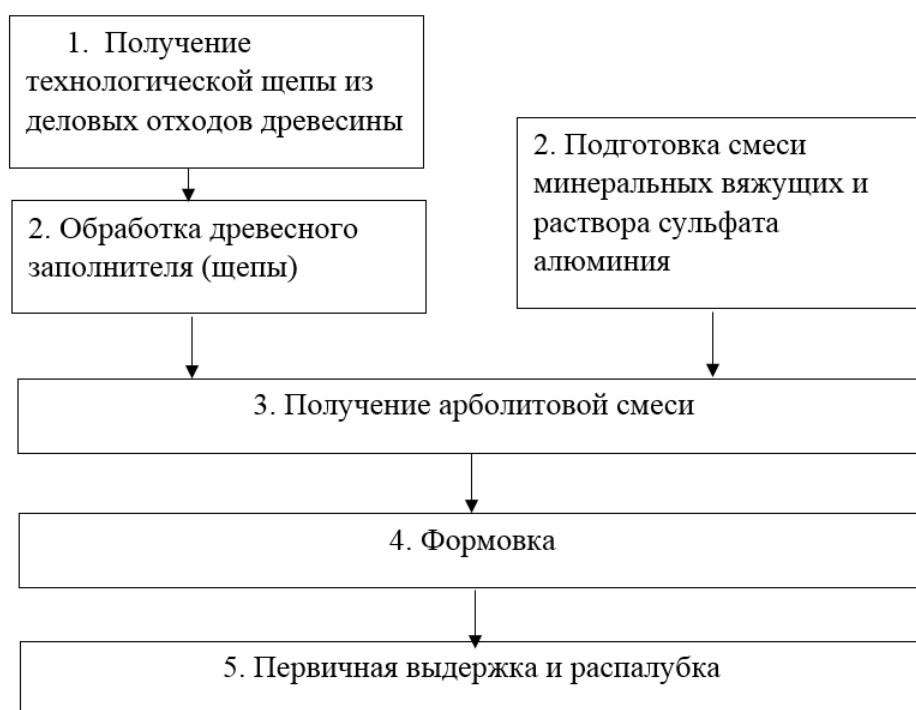 1. Получение
технологической щепы из
деловых отходов древесины
2. Подготовка смеси
минеральных вяжущих и
раствора сульфата
алюминия
2. Обработка древесного
заполнителя (щепы)
3. Получение арболитовой смеси
4. Формовка
5. Первичная выдержка и распалубка